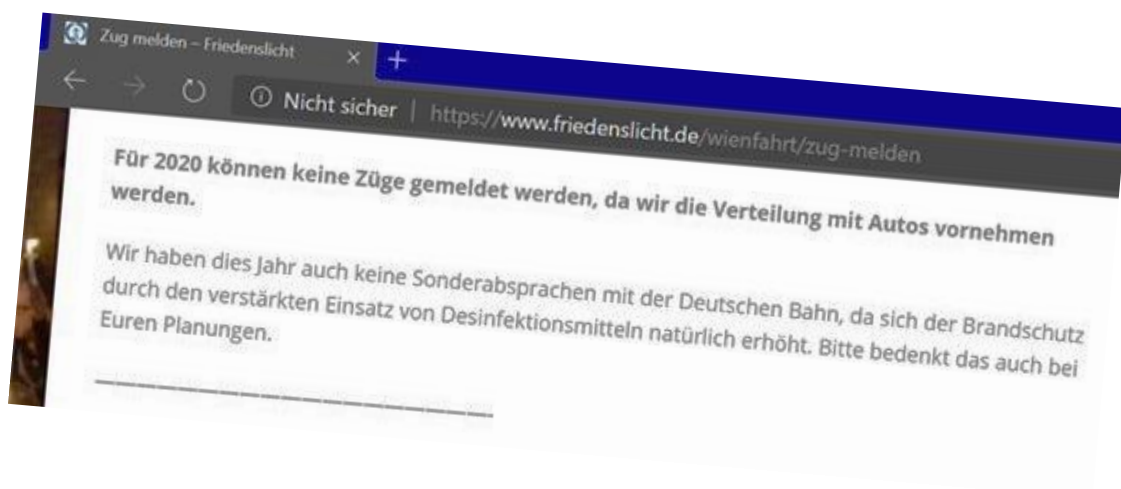 Zug melden – Friedenslicht
Nicht sicher | https://www.friedenslicht.de/wienfahrt/zug-melden
Für 2020 können keine Züge gemeldet werden, da wir die Verteilung mit Autos vornehmen
werden.
Wir haben dies Jahr auch keine Sonderabsprachen mit der Deutschen Bahn, da sich der Brandschutz
durch den verstärkten Einsatz von Desinfektionsmitteln natürlich erhöht. Bitte bedenkt das auch bei
Euren Planungen.